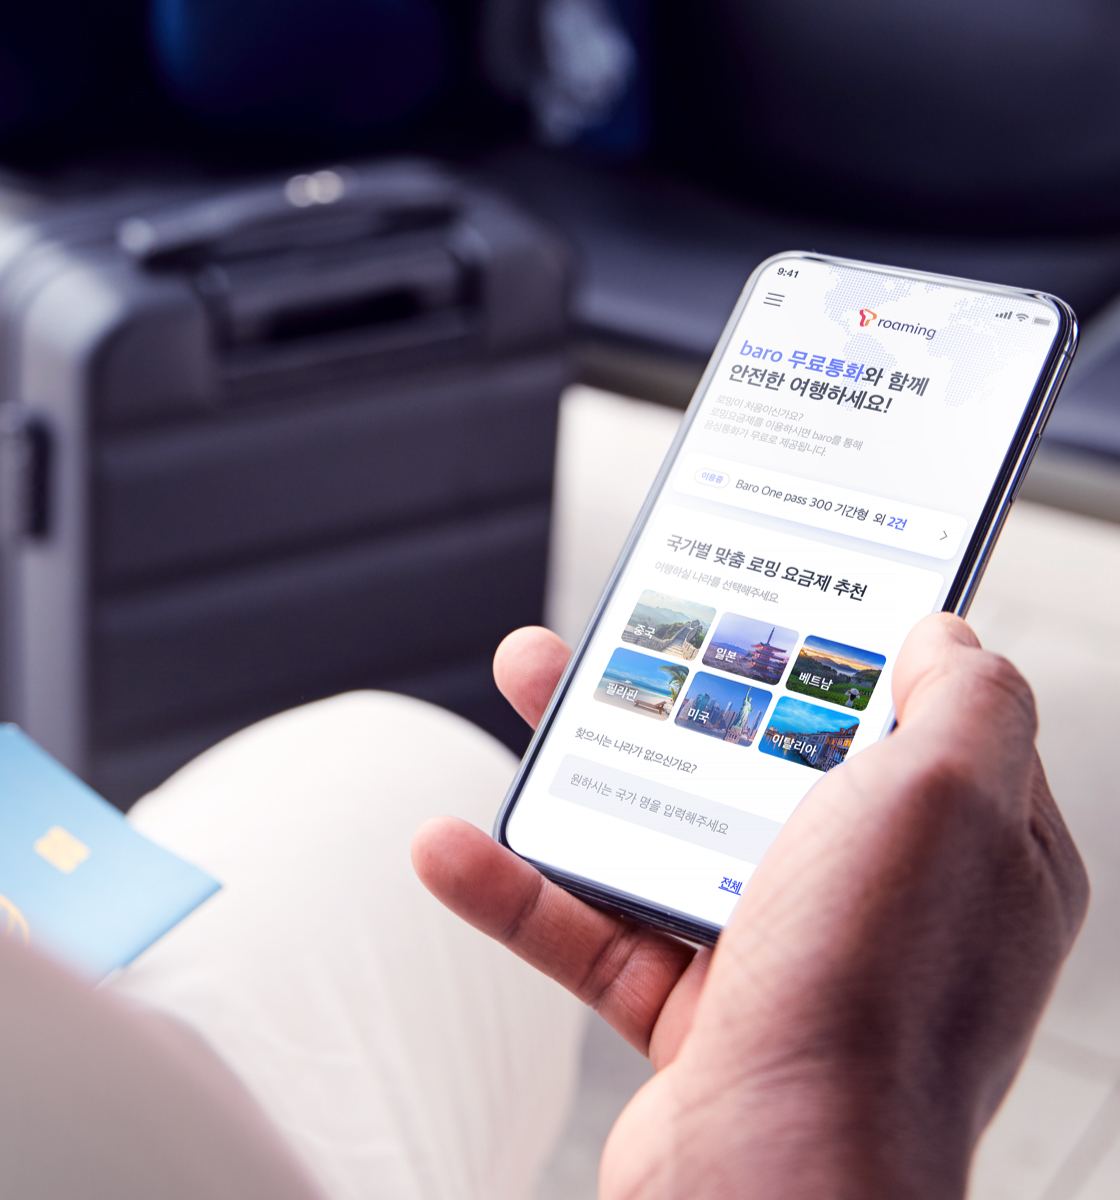 9:41
roaming
baro 무료통화와 함께
안전한 여행하세요!
로밍이 처음이신가요?
로밍요금제를 이용하시면 baro를 통해
음성통화가 무료로 제공됩니다.
이용중 Baro One pass 300 기간형 외 2건
국가별 맞춤 로밍 요금제 추천
여행하실 나라를 선택해주세요.
중국
일본
베트남
필리핀
미국
이탈리아
찾으시는 나라가 없으신가요?
원하시는 국가 명을 입력해주세요
전체